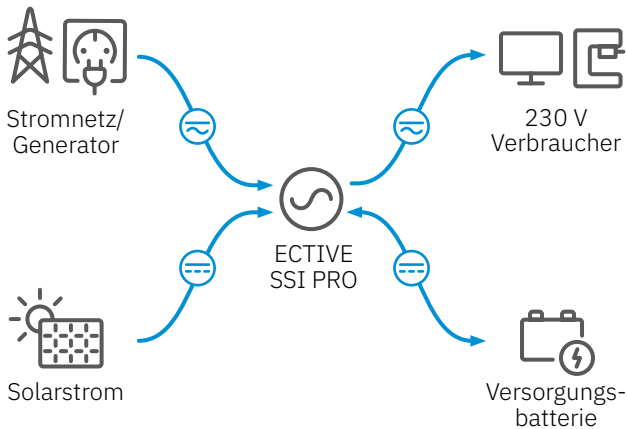 Stromnetz/
Generator
230 V
Verbraucher
ECTIVE
SSI PRO
Solarstrom
Versorgungs-
batterie